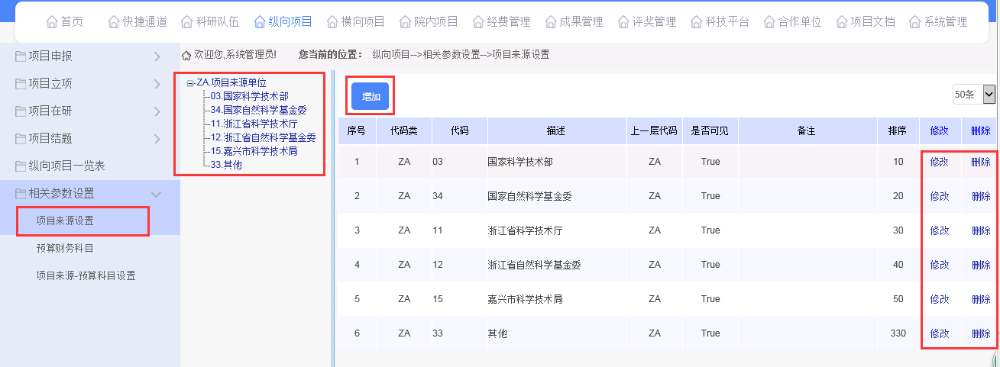 首页 快捷通道 科研队伍 纵向项目 横向项目 院内项目 经费管理 成果管理 评奖管理 科技平台 合作单位 项目文档 系统管理
项目申报
项目立项
项目在研
项目结题
纵向项目一览表
相关参数设置
项目来源设置
预算财务科目
项目来源-预算科目设置
欢迎您,系统管理员! 您当前的位置: 纵向项目-->相关参数设置-->项目来源设置
ZA.项目来源单位
03.国家科学技术部
34.国家自然科学基金委
11.浙江省科学技术厅
12.浙江省自然科学基金委
15.嘉兴市科学技术局
33.其他
增加
50条
序号 代码类 代码 描述 上一层代码 是否可见 备注 排序 修改 删除
1 ZA 03 国家科学技术部 ZA True 10 修改 删除
2 ZA 34 国家自然科学基金委 ZA True 20 修改 删除
3 ZA 11 浙江省科学技术厅 ZA True 30 修改 删除
4 ZA 12 浙江省自然科学基金委 ZA True 40 修改 删除
5 ZA 15 嘉兴市科学技术局 ZA True 50 修改 删除
6 ZA 33 其他 ZA True 330 修改 删除